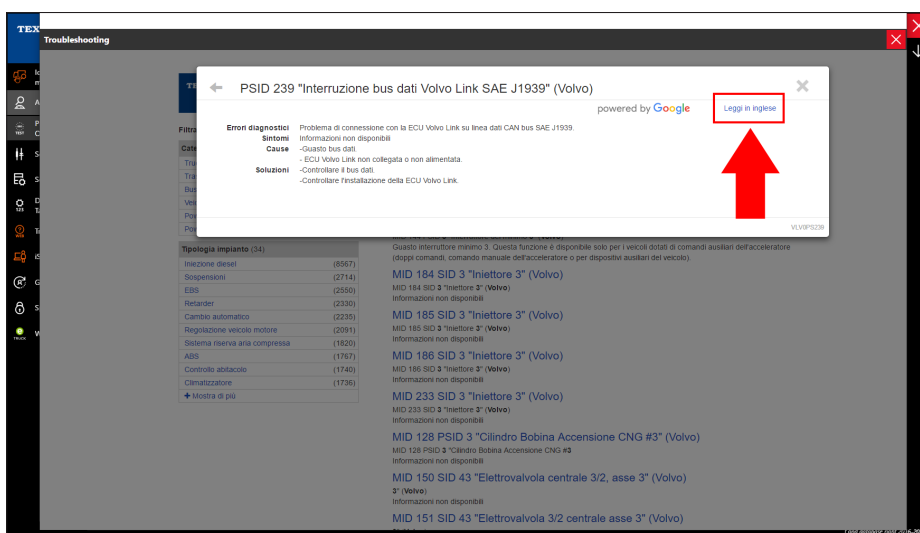 TEX
Troubleshooting
PSID 239 "Interruzione bus dati Volvo Link SAE J1939" (Volvo)
powered by Google
Leggi in inglese
Errori diagnostici Problema di connessione con la ECU Volvo Link su linea dati CAN bus SAE J1939.
Sintomi Informazioni non disponibili
Cause -Guasto bus dati.
- ECU Volvo Link non collegata o non alimentata.
Soluzioni -Controllare il bus dati.
-Controllare l'installazione della ECU Volvo Link.
VLV0PS239
Filtra
Cate
Tra
Tra
Bus
Vei
Pow
Pow
Tipologia impianto (34)
Iniezione diesel (8567)
Sospensioni (2714)
EBS (2550)
Retarder (2330)
Cambio automatico (2235)
Regolazione veicolo motore (2091)
Sistema riserva aria compressa (1820)
ABS (1767)
Controllo abitacolo (1740)
Climatizzatore (1736)
+ Mostra di più
Guasto interruttore minimo 3. Questa funzione è disponibile solo per i veicoli dotati di comandi ausiliari dell'acceleratore
(doppi comandi, comando manuale dell'acceleratore o per dispositivi ausiliari del veicolo).
MID 184 SID 3 "Iniettore 3" (Volvo)
MID 184 SID 3 "Iniettore 3" (Volvo)
Informazioni non disponibili
MID 185 SID 3 "Iniettore 3" (Volvo)
MID 185 SID 3 "Iniettore 3" (Volvo)
Informazioni non disponibili
MID 186 SID 3 "Iniettore 3" (Volvo)
MID 186 SID 3 "Iniettore 3" (Volvo)
Informazioni non disponibili
MID 233 SID 3 "Iniettore 3" (Volvo)
MID 233 SID 3 "Iniettore 3" (Volvo)
Informazioni non disponibili
MID 128 PSID 3 "Cilindro Bobina Accensione CNG #3" (Volvo)
MID 128 PSID 3 "Cilindro Bobina Accensione CNG #3
Informazioni non disponibili
MID 150 SID 43 "Elettrovalvola centrale 3/2, asse 3" (Volvo)
3" (Volvo)
Informazioni non disponibili
MID 151 SID 43 "Elettrovalvola 3/2 centrale asse 3" (Volvo)